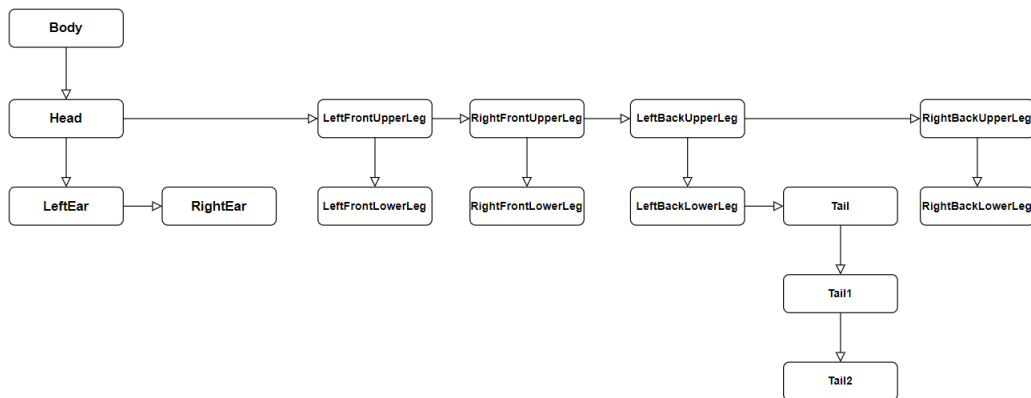 Body
Head
LeftFrontUpperLeg
RightFrontUpperLeg
LeftBackUpperLeg
RightBackUpperLeg
LeftEar
RightEar
LeftFrontLowerLeg
RightFrontLowerLeg
LeftBackLowerLeg
Tail
RightBackLowerLeg
Tail1
Tail2